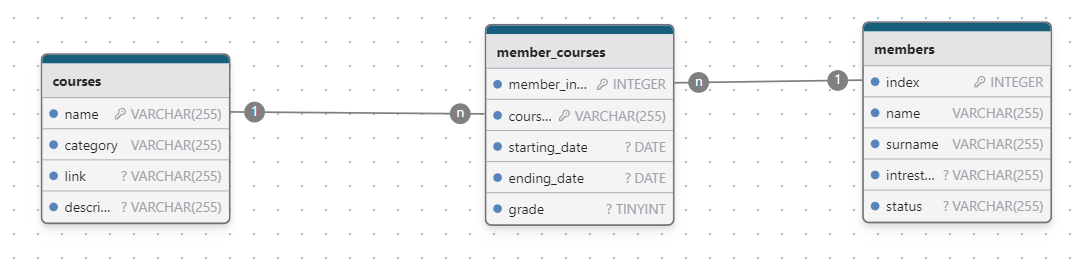 courses
name VARCHAR(255)
category VARCHAR(255)
link ? VARCHAR(255)
descri... ? VARCHAR(255)
1
n
member_courses
member_in... INTEGER
cours... VARCHAR(255)
starting_date ? DATE
ending_date ? DATE
grade ? TINYINT
n
1
members
index INTEGER
name VARCHAR(255)
surname VARCHAR(255)
intrest... ? VARCHAR(255)
status ? VARCHAR(255)